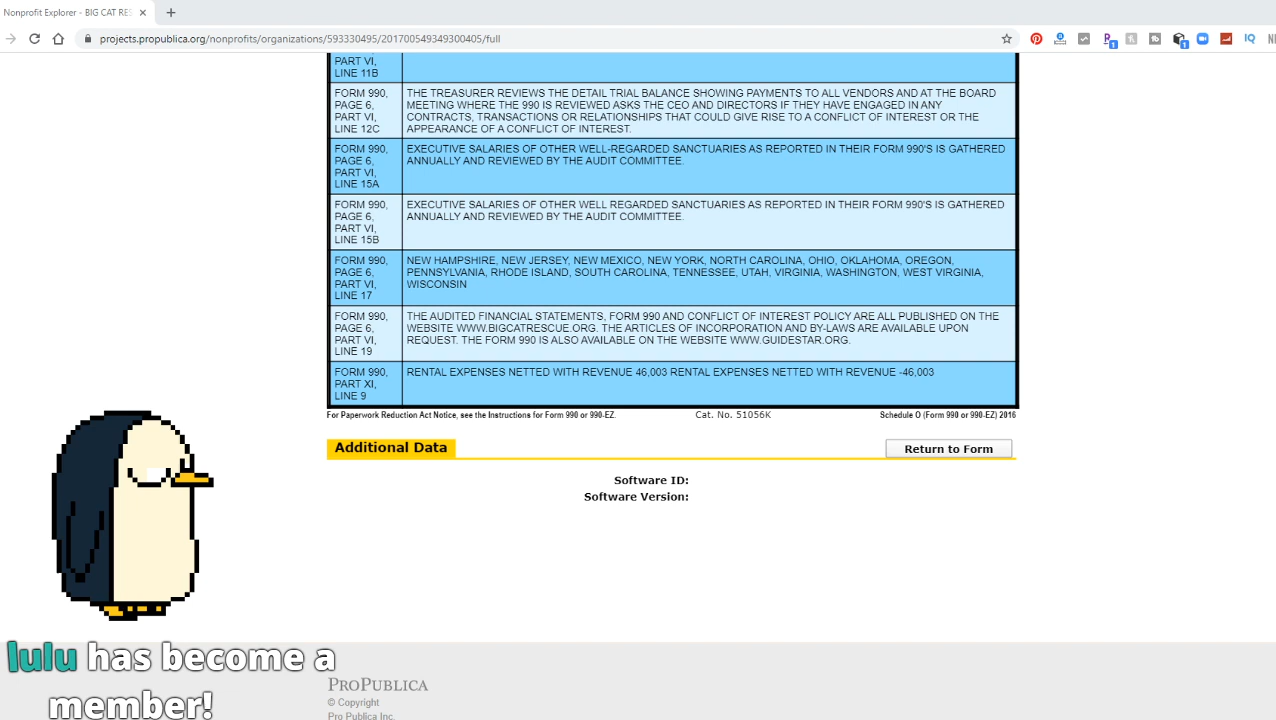 Nonprofit Explorer - BIG CAT RES
projects.propublica.org/nonprofits/organizations/593330495/201700549349300405/full
PART VI,
LINE 11B
FORM 990,
PAGE 6,
PART VI,
LINE 12C
THE TREASURER REVIEWS THE DETAIL TRIAL BALANCE SHOWING PAYMENTS TO ALL VENDORS AND AT THE BOARD
MEETING WHERE THE 990 IS REVIEWED ASKS THE CEO AND DIRECTORS IF THEY HAVE ENGAGED IN ANY
CONTRACTS, TRANSACTIONS OR RELATIONSHIPS THAT COULD GIVE RISE TO A CONFLICT OF INTEREST OR THE
APPEARANCE OF A CONFLICT OF INTEREST.
FORM 990,
PAGE 6,
PART VI,
LINE 15A
EXECUTIVE SALARIES OF OTHER WELL-REGARDED SANCTUARIES AS REPORTED IN THEIR FORM 990'S IS GATHERED
ANNUALLY AND REVIEWED BY THE AUDIT COMMITTEE.
FORM 990,
PAGE 6,
PART VI,
LINE 15B
EXECUTIVE SALARIES OF OTHER WELL REGARDED SANCTUARIES AS REPORTED IN THEIR FORM 990'S IS GATHERED
ANNUALLY AND REVIEWED BY THE AUDIT COMMITTEE.
FORM 990,
PAGE 6,
PART VI,
LINE 17
NEW HAMPSHIRE, NEW JERSEY, NEW MEXICO, NEW YORK, NORTH CAROLINA, OHIO, OKLAHOMA, OREGON,
PENNSYLVANIA, RHODE ISLAND, SOUTH CAROLINA, TENNESSEE, UTAH, VIRGINIA, WASHINGTON, WEST VIRGINIA,
WISCONSIN
FORM 990,
PAGE 6,
PART VI,
LINE 19
THE AUDITED FINANCIAL STATEMENTS, FORM 990 AND CONFLICT OF INTEREST POLICY ARE ALL PUBLISHED ON THE
WEBSITE WWW.BIGCATRESCUE.ORG. THE ARTICLES OF INCORPORATION AND BY-LAWS ARE AVAILABLE UPON
REQUEST. THE FORM 990 IS ALSO AVAILABLE ON THE WEBSITE WWW.GUIDESTAR.ORG.
FORM 990,
PART XI,
LINE 9
RENTAL EXPENSES NETTED WITH REVENUE 46,003 RENTAL EXPENSES NETTED WITH REVENUE -46,003
For Paperwork Reduction Act Notice, see the Instructions for Form 990 or 990-EZ. Cat. No. 51056K Schedule O (Form 990 or 990-EZ) 2016
Additional Data
Return to Form
Software ID:
Software Version:
lulu has become a
member!
PROPUBLICA
© Copyright
Pro Publica Inc.